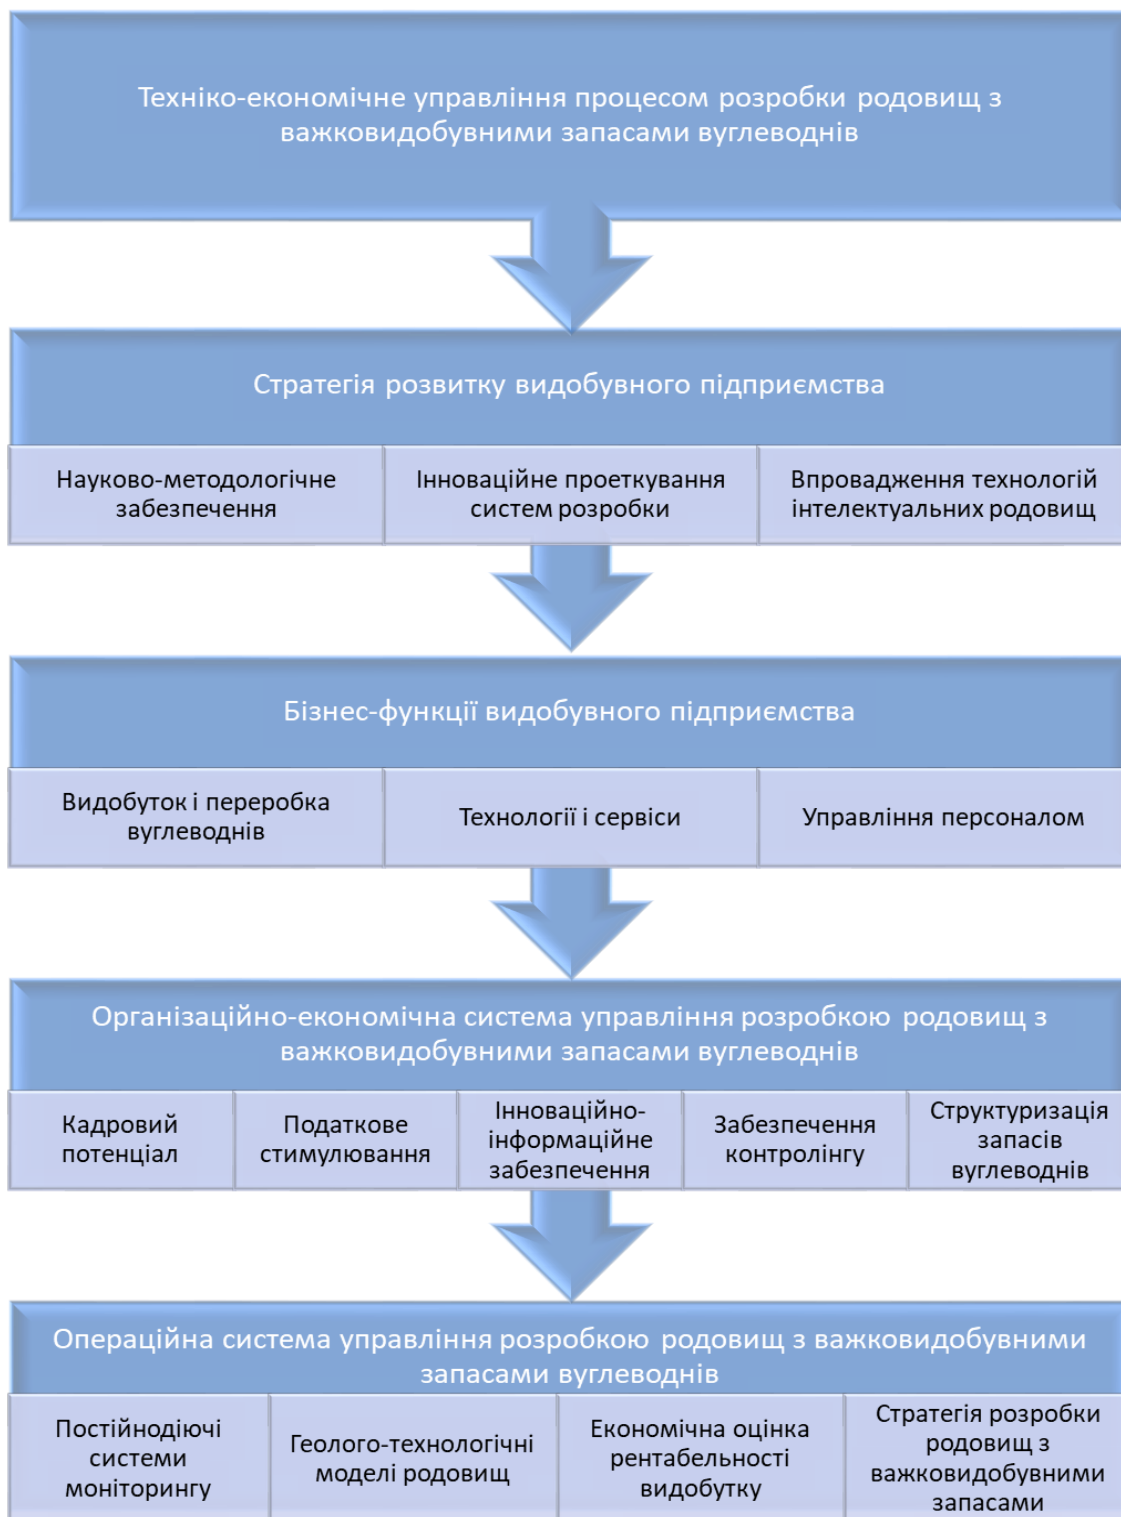 Техніко-економічне управління процесом розробки родовищ з
важковидобувними запасами вуглеводнів
Стратегія розвитку видобувного підприємства
Науково-методологічне
забезпечення
Інноваційне проеткування
систем розробки
Впровадження технологій
інтелектуальних родовищ
Бізнес-функції видобувного підприємства
Видобуток і переробка
вуглеводнів
Технології і сервіси
Управління персоналом
Організаційно-економічна система управління розробкою родовищ з
важковидобувними запасами вуглеводнів
Кадровий
потенціал
Податкове
стимулювання
Інноваційно-
інформаційне
забезпечення
Забезпечення
контролінгу
Структуризація
запасів
вуглеводнів
Операційна система управління розробкою родовищ з важковидобувними
запасами вуглеводнів
Постійнодіючі
системи
моніторингу
Геолого-технологічні
моделі родовищ
Економічна оцінка
рентабельності
видобутку
Стратегія розробки
родовищ з
важковидобувними
запасами